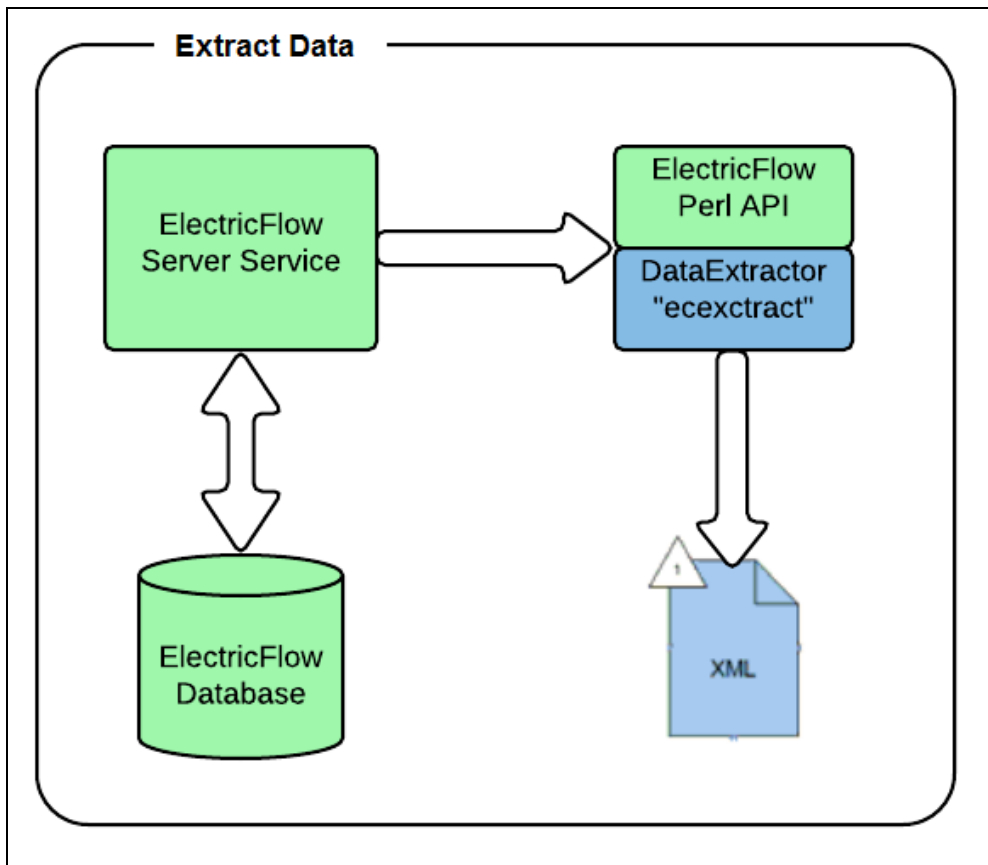 Extract Data
ElectricFlow
Server Service
ElectricFlow
Perl API
DataExtractor
"ecexctract"
ElectricFlow
Database
1
XML